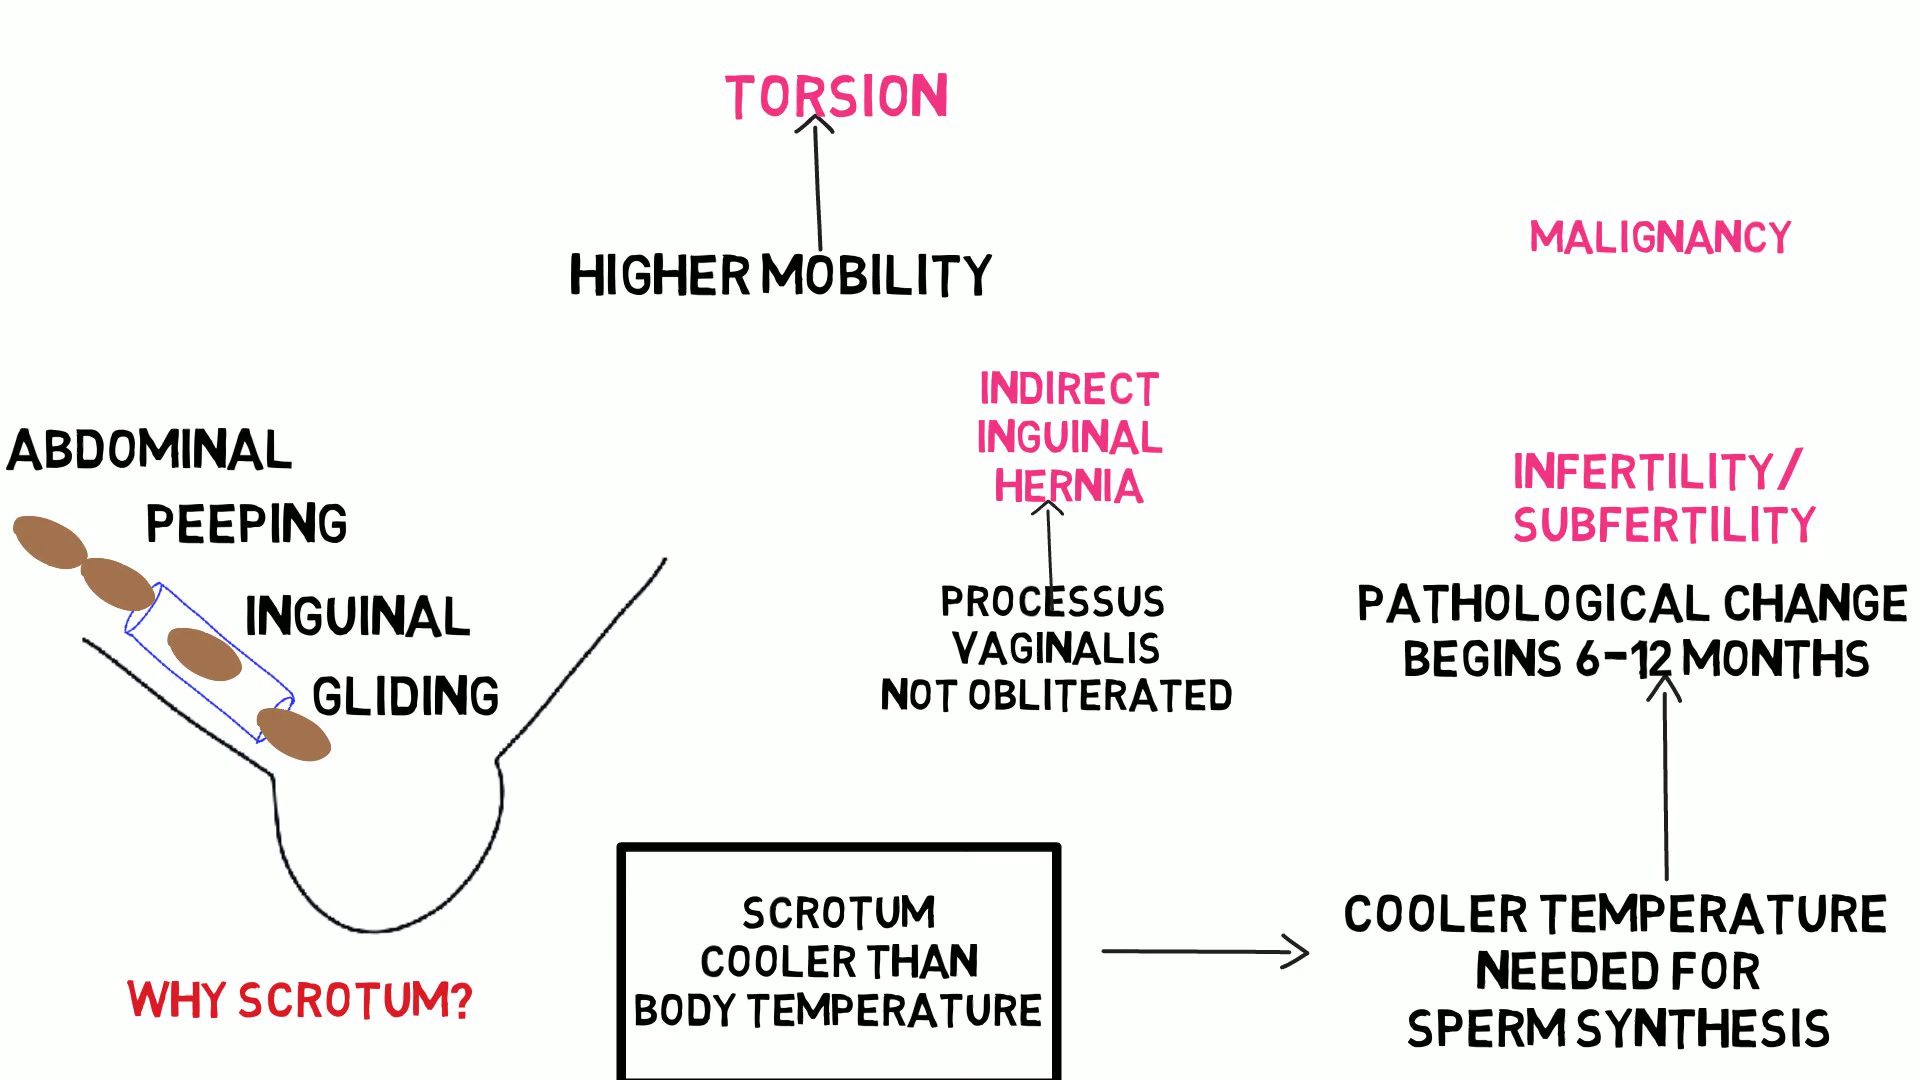 TORSION
HIGHER MOBILITY
MALIGNANCY
INDIRECT
INGUINAL
HERNIA
PROCESSUS
VAGINALIS
NOT OBLITERATED
INFERTILITY/
SUBFERTILITY
PATHOLOGICAL CHANGE
BEGINS 6-12 MONTHS
ABDOMINAL
PEEPING
INGUINAL
GLIDING
WHY SCROTUM?
SCROTUM
COOLER THAN
BODY TEMPERATURE
COOLER TEMPERATURE
NEEDED FOR
SPERM SYNTHESIS